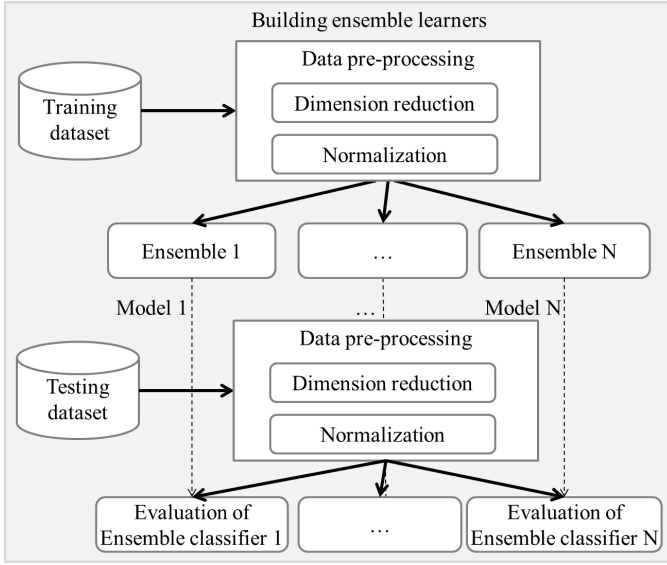 Building ensemble learners
Data pre-processing
Training
dataset
Dimension reduction
Normalization
Ensemble 1
…
Ensemble N
Model 1
…
Model N
Data pre-processing
Testing
dataset
Dimension reduction
Normalization
Evaluation of
Ensemble classifier 1
…
Evaluation of
Ensemble classifier N